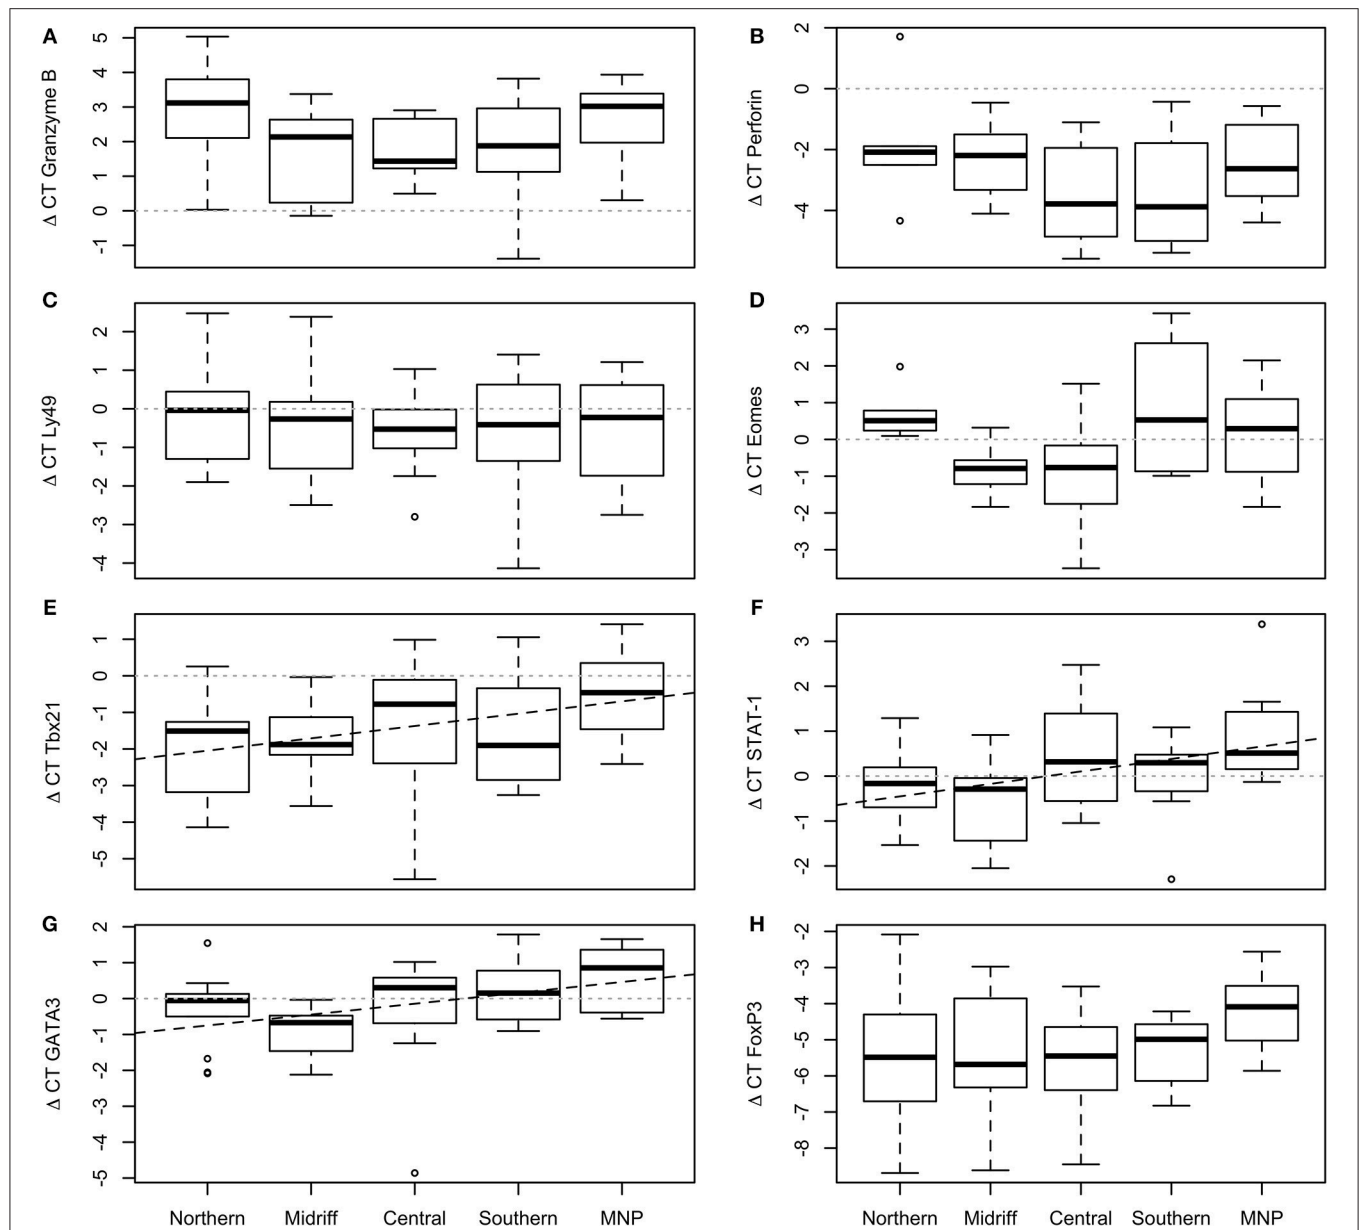 A
Δ CT Granzyme B
5
4
3
2
1
0
-1
B
Δ CT Perforin
2
0
-2
-4
C
Δ CT Ly49
2
1
0
-1
-2
-3
-4
D
Δ CT Eomes
3
2
1
0
-1
-2
-3
E
Δ CT Tbx21
1
0
-1
-2
-3
-4
-5
F
Δ CT STAT-1
3
2
1
0
-1
-2
G
Δ CT GATA3
2
1
0
-1
-2
-3
-4
-5
Northern Midriff Central Southern MNP
H
Δ CT FoxP3
-2
-3
-4
-5
-6
-7
-8
Northern Midriff Central Southern MNP